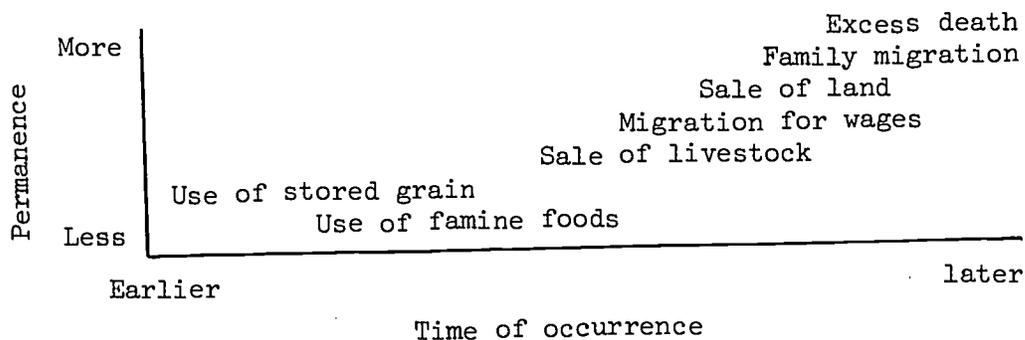 Excess death
More
Family migration
Sale of land
Migration for wages
Sale of livestock
Permanence
Use of stored grain
Use of famine foods
Less
Earlier
later
Time of occurrence